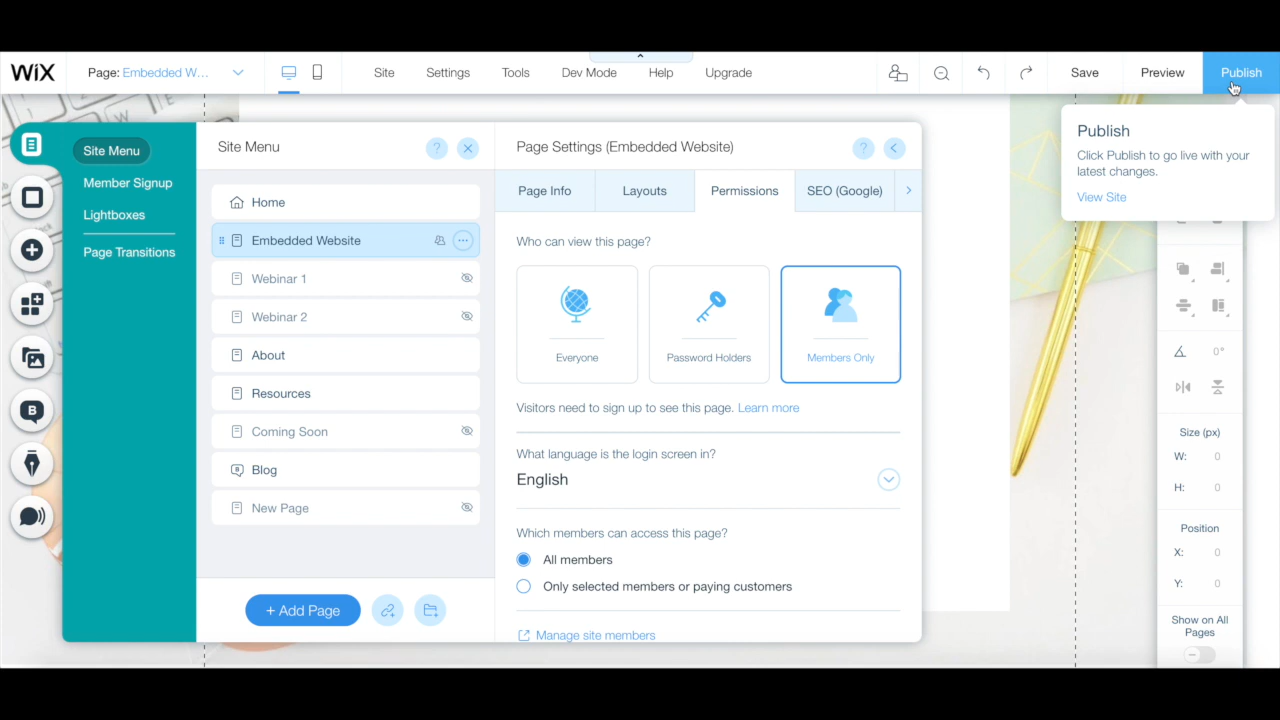 WiX
Page: Embedded W...
Site
Settings
Tools
Dev Mode
Help
Upgrade
Save
Preview
Publish
Publish
Click Publish to go live with your
latest changes.
View Site
Site Menu
Member Signup
Lightboxes
Page Transitions
Site Menu
?
Home
Embedded Website
Webinar 1
Webinar 2
About
Resources
Coming Soon
Blog
New Page
+ Add Page
Page Settings (Embedded Website)
?
Page Info
Layouts
Permissions
SEO (Google)
Who can view this page?
Everyone
Password Holders
Members Only
Visitors need to sign up to see this page. Learn more
What language is the login screen in?
English
Which members can access this page?
All members
Only selected members or paying customers
Manage site members
0°
Size (px)
W: 0
H: 0
Position
X: 0
Y: 0
Show on All
Pages